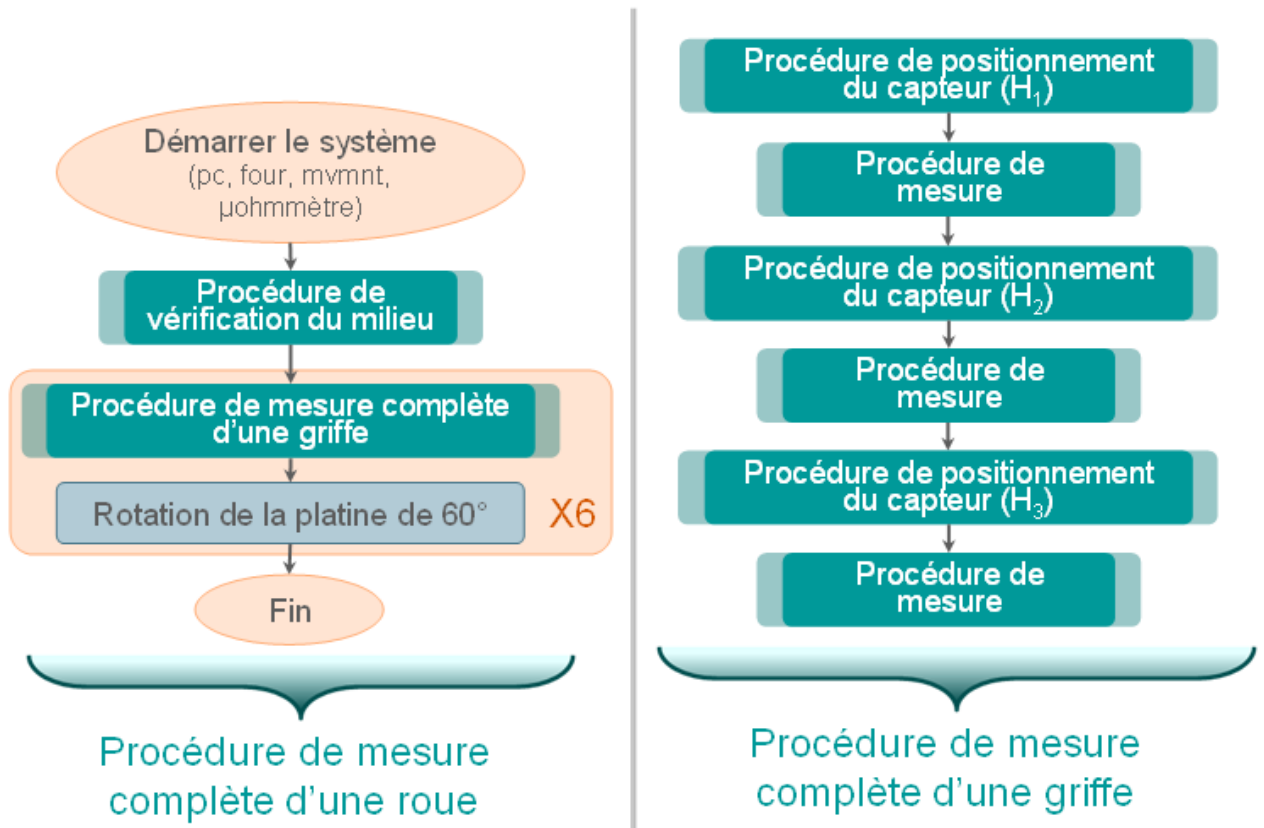 Démarrer le système
(pc, four, mvmnt,
µohmmètre)
Procédure de
vérification du milieu
Procédure de mesure complète
d'une griffe
Rotation de la platine de 60°
X6
Fin
Procédure de mesure
complète d'une roue
Procédure de positionnement
du capteur (H₁)
Procédure de
mesure
Procédure de positionnement
du capteur (H₂)
Procédure de
mesure
Procédure de positionnement
du capteur (H₃)
Procédure de
mesure
Procédure de mesure
complète d'une griffe